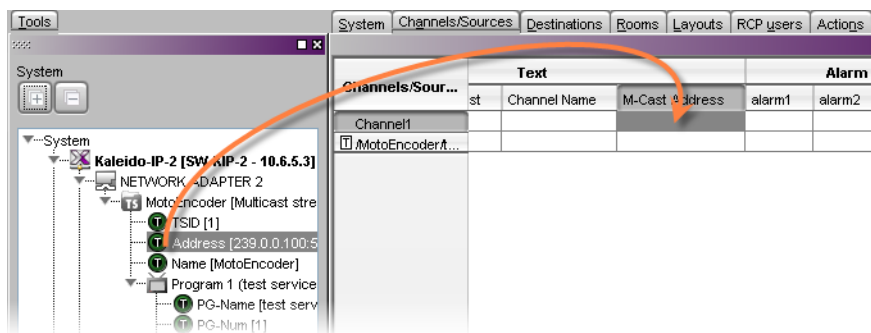 Tools
System Channels/Sources Destinations Rooms Layouts RCP users Actions
System
Channels/Sour... Text Alarm
st Channel Name M-Cast Address alarm1 alarm2
Channel1
T /MotoEncoder/t...
System
Kaleido-IP-2 [SW-KIP-2 - 10.6.5.3]
NETWORK ADAPTER 2
TS MotoEncoder [Multicast stre
T TSID [1]
T Address [239.0.0.100:5
T Name [MotoEncoder]
Program 1 (test service
T PG-Name [test serv
T PG-Num [1]